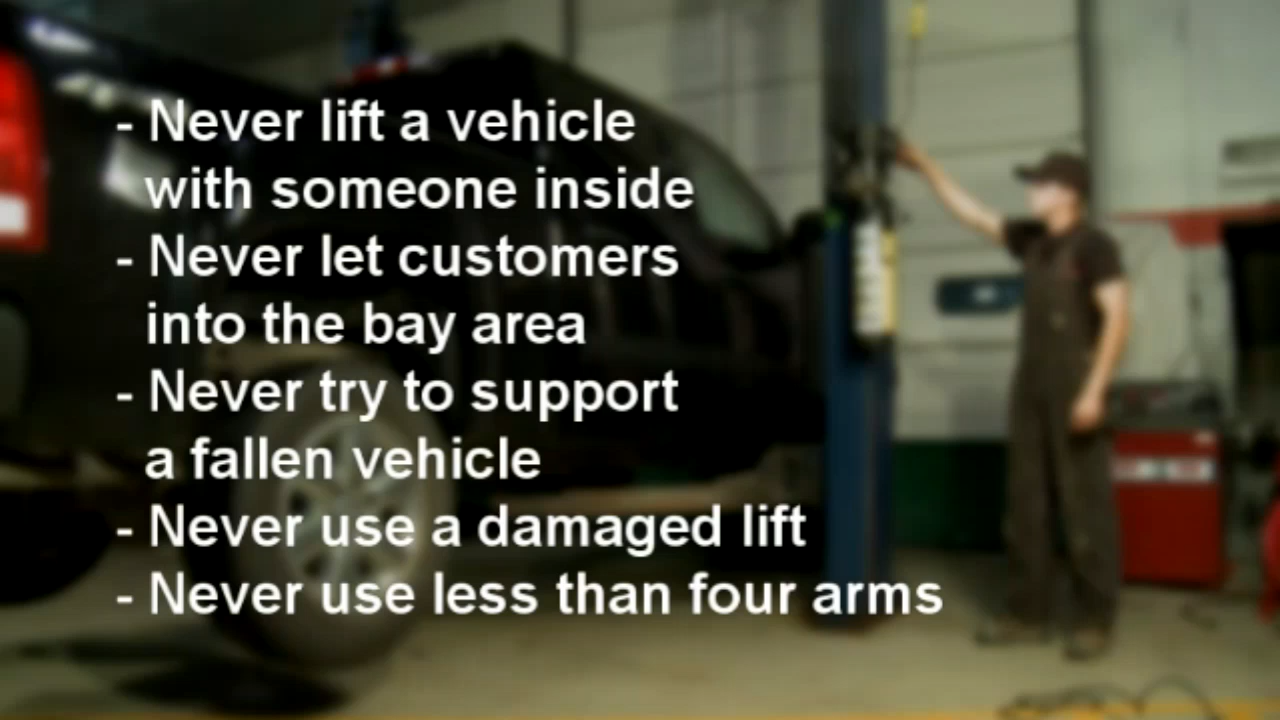 - Never lift a vehicle
with someone inside
- Never let customers
into the bay area
- Never try to support
a fallen vehicle
- Never use a damaged lift
- Never use less than four arms